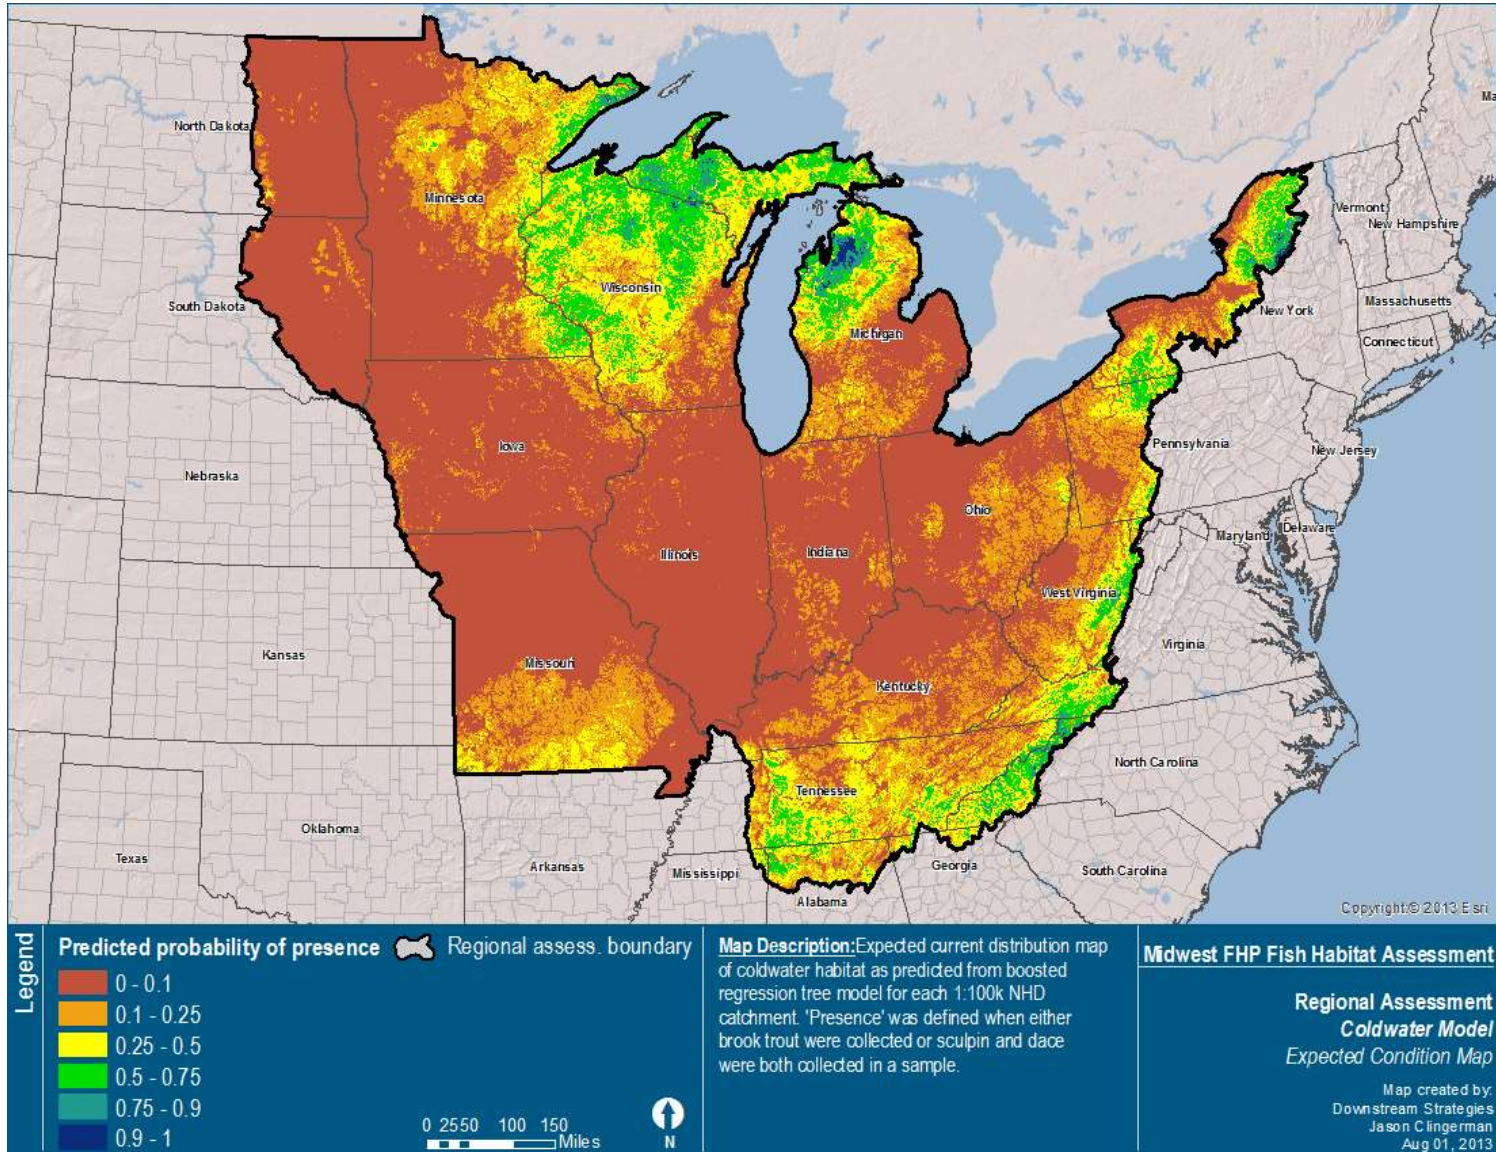 Ma
North Dakota
Minnesota
Vermont
New Hampshire
Wisconsin
South Dakota
Michigan
New York
Massachusetts
Connecticut
Iowa
Pennsylvania
New Jersey
Nebraska
Ohio
Maryland
Delaware
Illinois
Indiana
West Virginia
Virginia
Kansas
Missouri
Kentucky
North Carolina
Tennessee
Oklahoma
Texas
Arkansas
Mississippi
Georgia
South Carolina
Alabama
Copyright:© 2013 Esri
Legend
Predicted probability of presence
Regional assess. boundary
0 - 0.1
0.1 - 0.25
0.25 - 0.5
0.5 - 0.75
0.75 - 0.9
0.9 - 1
0 25 50 100 150
Miles
N
Map Description:Expected current distribution map
of coldwater habitat as predicted from boosted
regression tree model for each 1:100k NHD
catchment. 'Presence' was defined when either
brook trout were collected or sculpin and dace
were both collected in a sample.
Midwest FHP Fish Habitat Assessment
Regional Assessment
Coldwater Model
Expected Condition Map
Map created by:
Downstream Strategies
Jason Clingerman
Aug 01, 2013